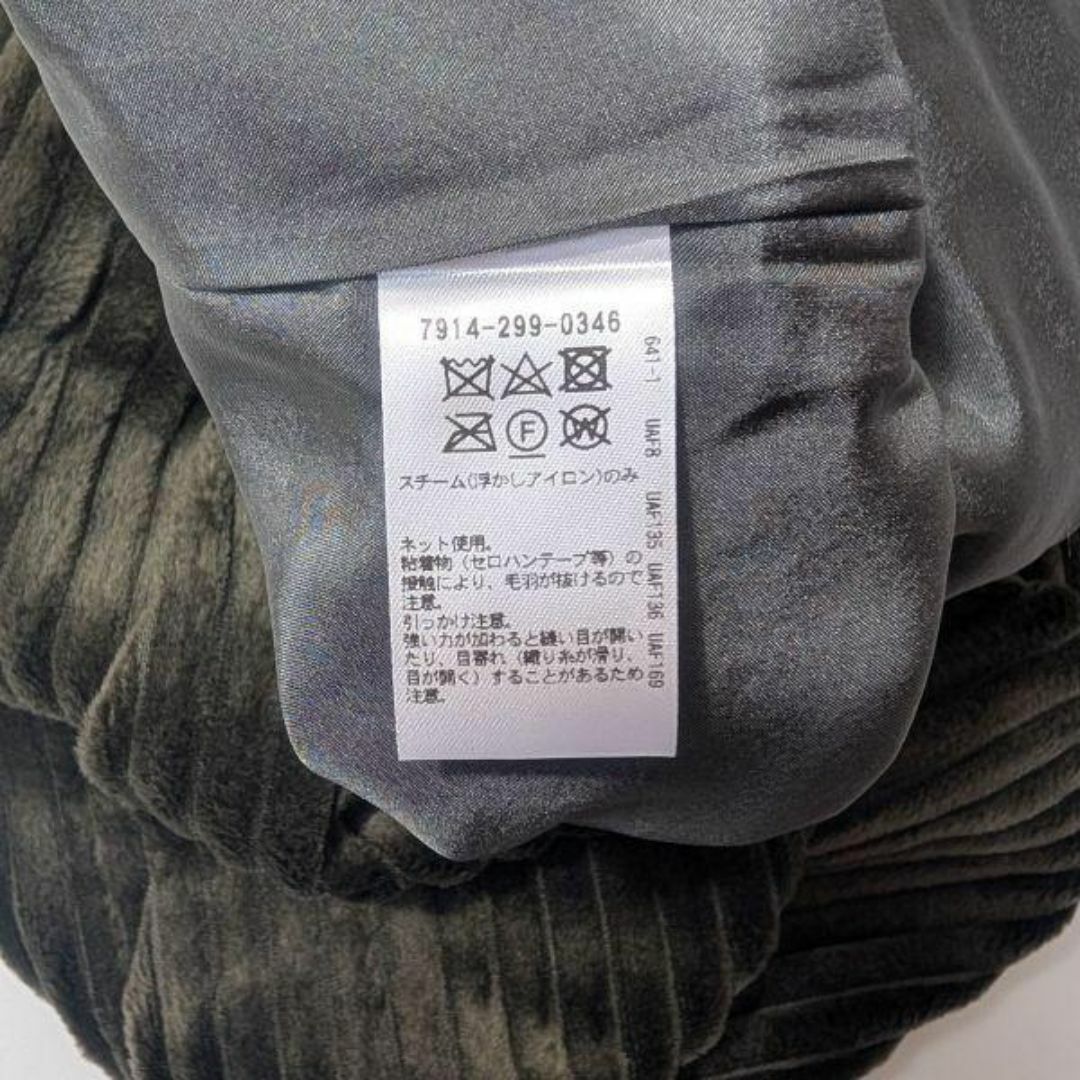 7914-299-0346
F
W
スチーム(浮かしアイロン)のみ
ネット使用。
粘着物(セロハンテープ等)の
接触により、毛羽が抜けるので
注意。
引っかけ注意。
強い力が加わると縫い目が開い
たり、目寄れ(織り糸が滑り、
目が開く)することがあるため
注意。
641-1 UAF8 UAF135 UAF136 UAF169